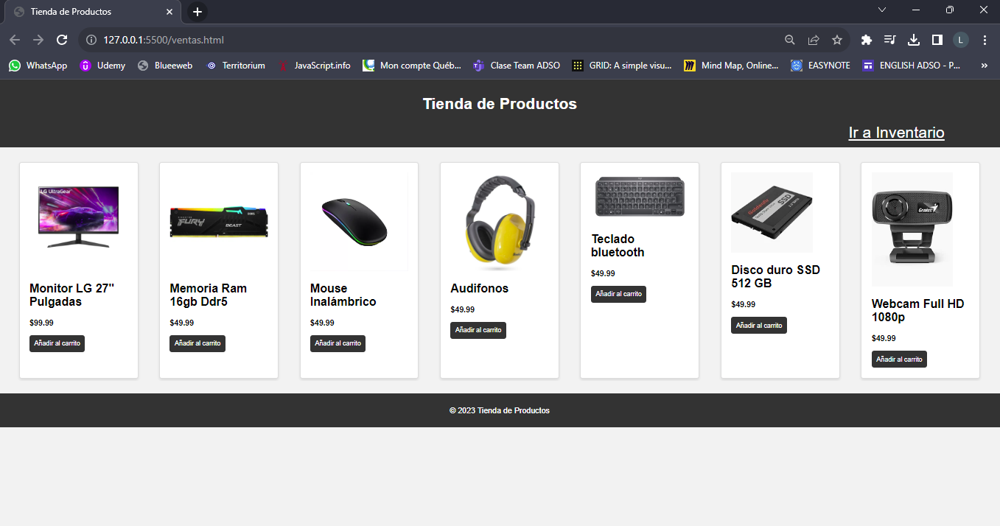 Tienda de Productos
127.0.0.1:5500/ventas.html
L
WhatsApp
Udemy
Blueeweb
Territorium
JavaScript.info
Mon compte Québ...
Clase Team ADSO
GRID: A simple visu...
Mind Map, Online...
EASYNOTE
ENGLISH ADSO - P...
»
Tienda de Productos
Ir a Inventario
LG UltraGear
Monitor LG 27" Pulgadas
$99.99
Añadir al carrito
FURY
BEAST
Memoria Ram
16gb Ddr5
$49.99
Añadir al carrito
Mouse
Inalámbrico
$49.99
Añadir al carrito
Audifonos
$49.99
Añadir al carrito
Teclado
bluetooth
$49.99
Añadir al carrito
SSD
Disco duro SSD
512 GB
$49.99
Añadir al carrito
Genius
Webcam Full HD
1080p
$49.99
Añadir al carrito
© 2023 Tienda de Productos